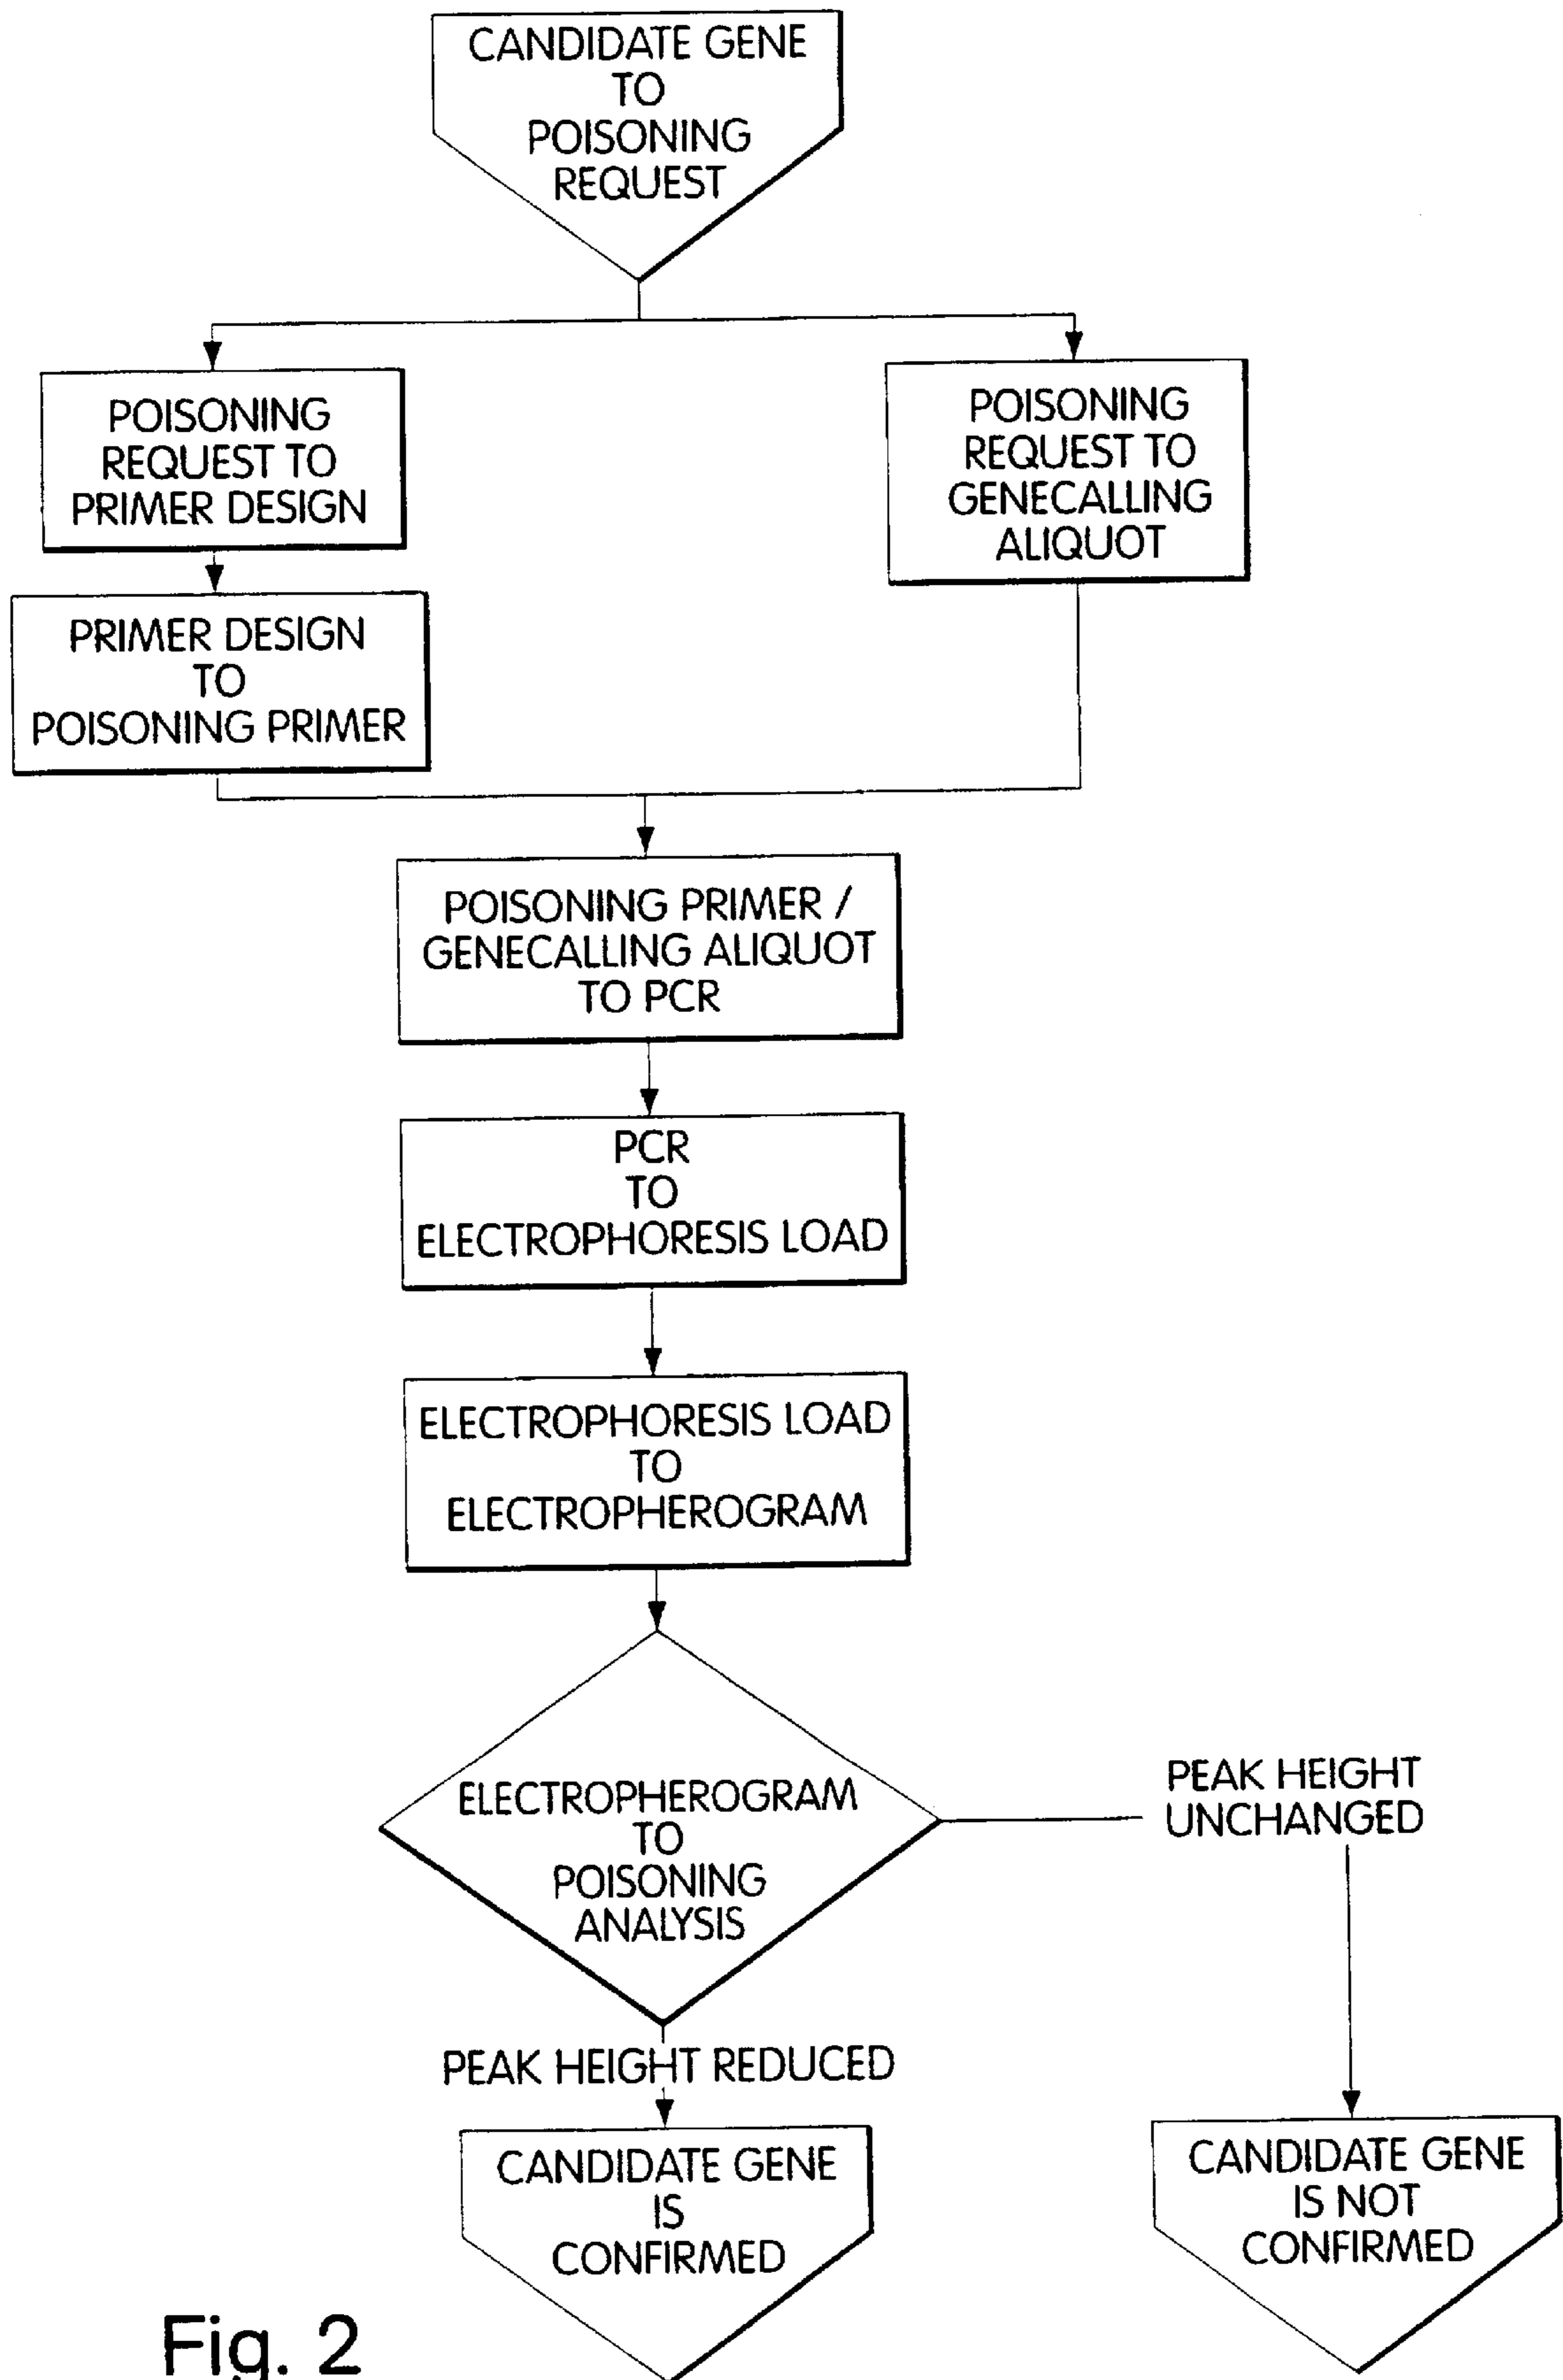 CANDIDATE GENE
TO
POISONING
REQUEST
POISONING
REQUEST TO
PRIMER DESIGN
POISONING
REQUEST TO
GENECALLING
ALIQUOT
PRIMER DESIGN
TO
POISONING PRIMER
POISONING PRIMER /
GENECALLING ALIQUOT
TO PCR
PCR
TO
ELECTROPHORESIS LOAD
ELECTROPHORESIS LOAD
TO
ELECTROPHEROGRAM
ELECTROPHEROGRAM
TO
POISONING
ANALYSIS
PEAK HEIGHT
UNCHANGED
PEAK HEIGHT REDUCED
CANDIDATE GENE
IS
CONFIRMED
CANDIDATE GENE
IS NOT
CONFIRMED
Fig. 2